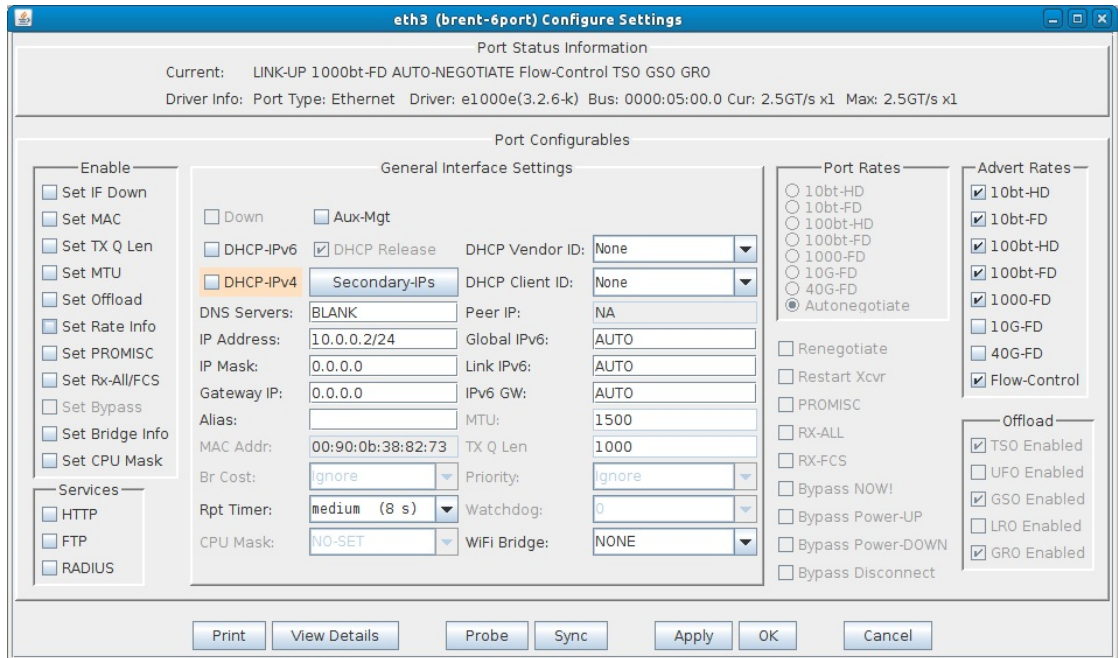 eth3 (brent-6port) Configure Settings
Port Status Information
Current: LINK-UP 1000bt-FD AUTO-NEGOTIATE Flow-Control TSO GSO GRO
Driver Info: Port Type: Ethernet Driver: e1000e(3.2.6-k) Bus: 0000:05:00.0 Cur: 2.5GT/s x1 Max: 2.5GT/s x1
Port Configurables
Enable
Set IF Down
Set MAC
Set TX Q Len
Set MTU
Set Offload
Set Rate Info
Set PROMISC
Set Rx-All/FCS
Set Bypass
Set Bridge Info
Set CPU Mask
Services
HTTP
FTP
RADIUS
General Interface Settings
Down Aux-Mgt
DHCP-IPv6 DHCP Release DHCP Vendor ID: None
DHCP-IPv4 Secondary-IPs DHCP Client ID: None
DNS Servers: BLANK Peer IP: NA
IP Address: 10.0.0.2/24 Global IPv6: AUTO
IP Mask: 0.0.0.0 Link IPv6: AUTO
Gateway IP: 0.0.0.0 IPv6 GW: AUTO
Alias: MTU: 1500
MAC Addr: 00:90:0b:38:82:73 TX Q Len 1000
Br Cost: Ignore Priority: Ignore
Rpt Timer: medium (8 s) Watchdog: 0
CPU Mask: NO-SET WiFi Bridge: NONE
Port Rates
10bt-HD
10bt-FD
100bt-HD
100bt-FD
1000-FD
10G-FD
40G-FD
Autonegotiate
Renegotiate
Restart Xcvr
PROMISC
RX-ALL
RX-FCS
Bypass NOW!
Bypass Power-UP
Bypass Power-DOWN
Bypass Disconnect
Advert Rates
10bt-HD
10bt-FD
100bt-HD
100bt-FD
1000-FD
10G-FD
40G-FD
Flow-Control
Offload
TSO Enabled
UFO Enabled
GSO Enabled
LRO Enabled
GRO Enabled
Print View Details Probe Sync Apply OK Cancel